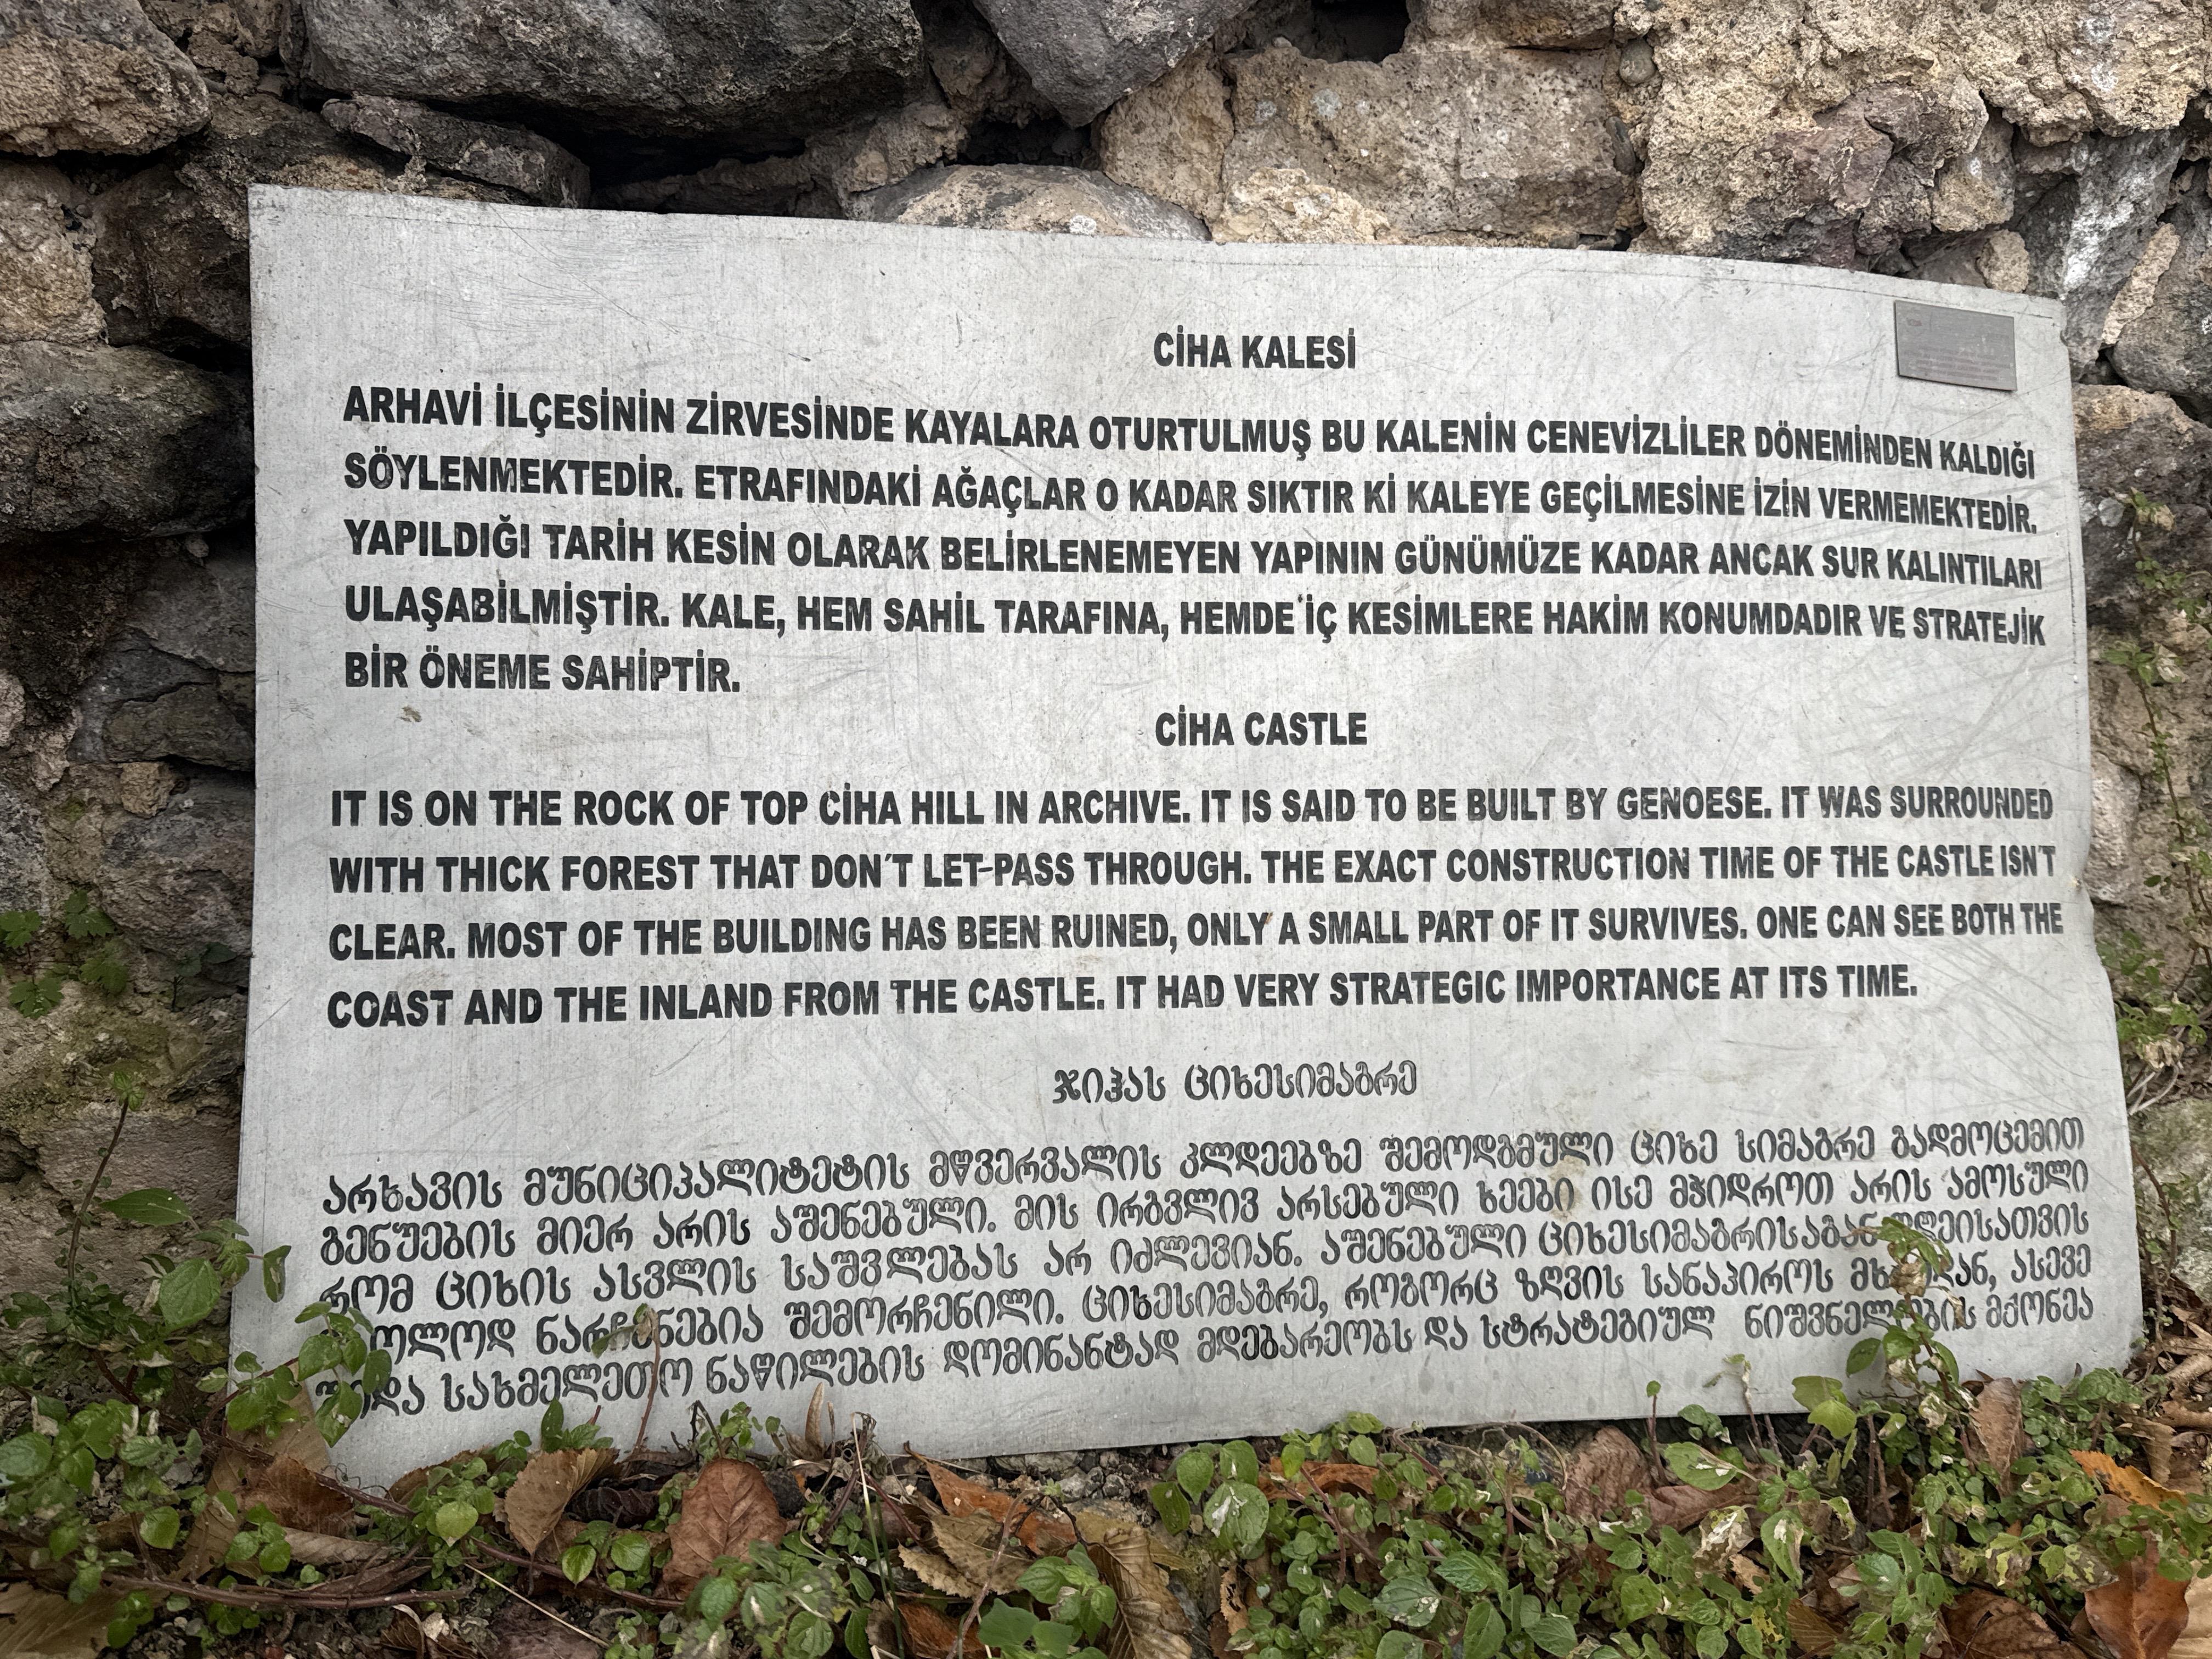 CİHA KALESİ
ARHAVİ İLÇESİNİN ZİRVESİNDE KAYALARA OTURTULMUŞ BU KALENİN CENEVİZLİLER DÖNEMİNDEN KALDIĞI
SÖYLENMEKTEDİR. ETRAFINDAKİ AĞAÇLAR O KADAR SIKTIR Kİ KALEYE GEÇİLMESİNE İZİN VERMEMEKTEDİR.
YAPILDIĞI TARİH KESİN OLARAK BELİRLENEMEYEN YAPININ GÜNÜMÜZE KADAR ANCAK SUR KALINTILARI
ULAŞABİLMİŞTİR. KALE, HEM SAHİL TARAFINA, HEMDE İÇ KESİMLERE HAKİM KONUMDADIR VE STRATEJİK
BİR ÖNEME SAHİPTİR.
CİHA CASTLE
IT IS ON THE ROCK OF TOP CİHA HILL IN ARCHIVE. IT IS SAID TO BE BUILT BY GENOESE. IT WAS SURROUNDED
WITH THICK FOREST THAT DON´T LET-PASS THROUGH. THE EXACT CONSTRUCTION TIME OF THE CASTLE ISN´T
CLEAR. MOST OF THE BUILDING HAS BEEN RUINED, ONLY A SMALL PART OF IT SURVIVES. ONE CAN SEE BOTH THE
COAST AND THE INLAND FROM THE CASTLE. IT HAD VERY STRATEGIC IMPORTANCE AT ITS TIME.
ჯიჰას ციხესიმაგრე
არხავის მუნიციპალიტეტის მწვერვალის კლდეებზე შემოდგმული ციხე სიმაგრე გადმოცემით
გენუების მიერ არის აშენებული. მის ირგვლივ არსებული ხეები ისე მჭიდროთ არის ამოსული
რომ ციხის ასვლის საშვლებას არ იძლევიან. აშენებული ციხესიმაგრისაგან
ნარჩენებია შემორჩენილი. ციხესიმაგრე, როგორც ზღვის სანაპიროს ასევე
სახმელეთო ნაწილების დომინანტად მდებარეობს და სტრატეგიულ მქონეა